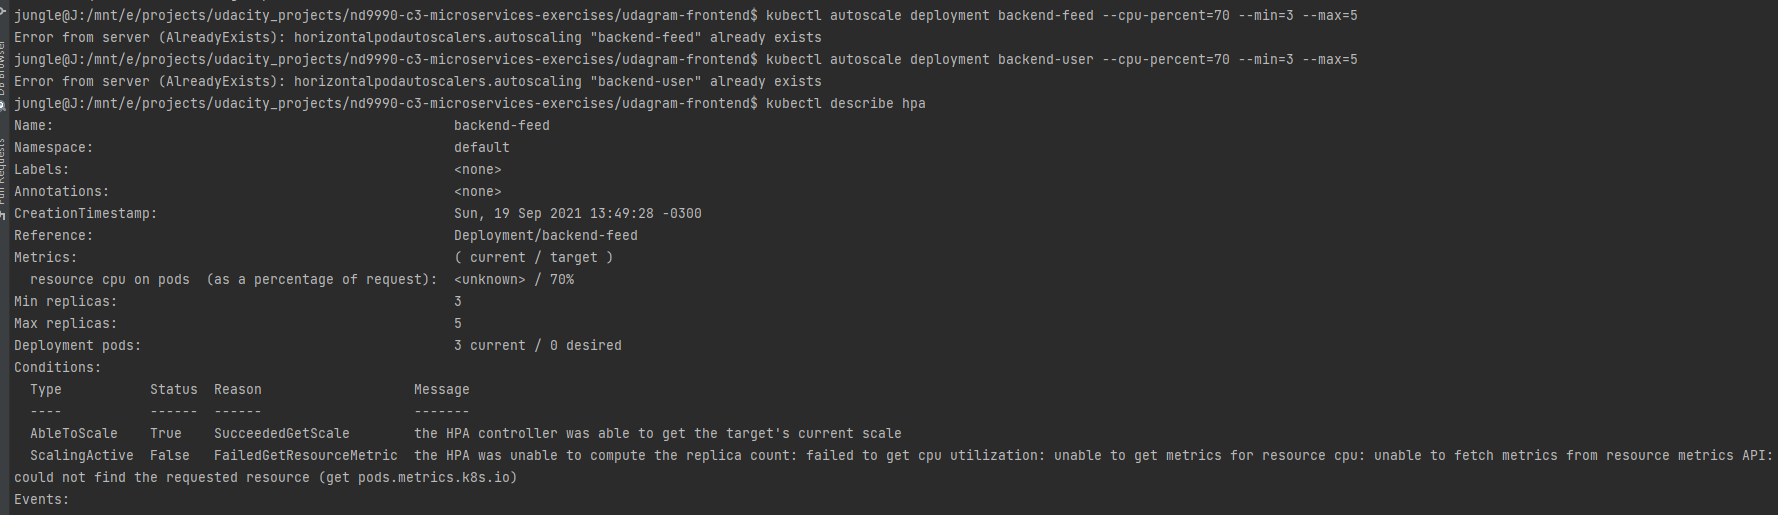 jungle@J:/mnt/e/projects/udacity_projects/nd9990-c3-microservices-exercises/udagram-frontend$ kubectl autoscale deployment backend-feed --cpu-percent=70 --min=3 --max=5
Error from server (AlreadyExists): horizontalpodautoscalers.autoscaling "backend-feed" already exists
jungle@J:/mnt/e/projects/udacity_projects/nd9990-c3-microservices-exercises/udagram-frontend$ kubectl autoscale deployment backend-user --cpu-percent=70 --min=3 --max=5
Error from server (AlreadyExists): horizontalpodautoscalers.autoscaling "backend-user" already exists
jungle@J:/mnt/e/projects/udacity_projects/nd9990-c3-microservices-exercises/udagram-frontend$ kubectl describe hpa
Name: backend-feed
Namespace: default
Labels: <none>
Annotations: <none>
CreationTimestamp: Sun, 19 Sep 2021 13:49:28 -0300
Reference: Deployment/backend-feed
Metrics: ( current / target )
  resource cpu on pods  (as a percentage of request): <unknown> / 70%
Min replicas: 3
Max replicas: 5
Deployment pods: 3 current / 0 desired
Conditions:
  Type Status Reason Message
  ---- ------ ------ -------
  AbleToScale True SucceededGetScale the HPA controller was able to get the target's current scale
  ScalingActive False FailedGetResourceMetric the HPA was unable to compute the replica count: failed to get cpu utilization: unable to get metrics for resource cpu: unable to fetch metrics from resource metrics API:
could not find the requested resource (get pods.metrics.k8s.io)
Events:
DB Browser
Pull Requests